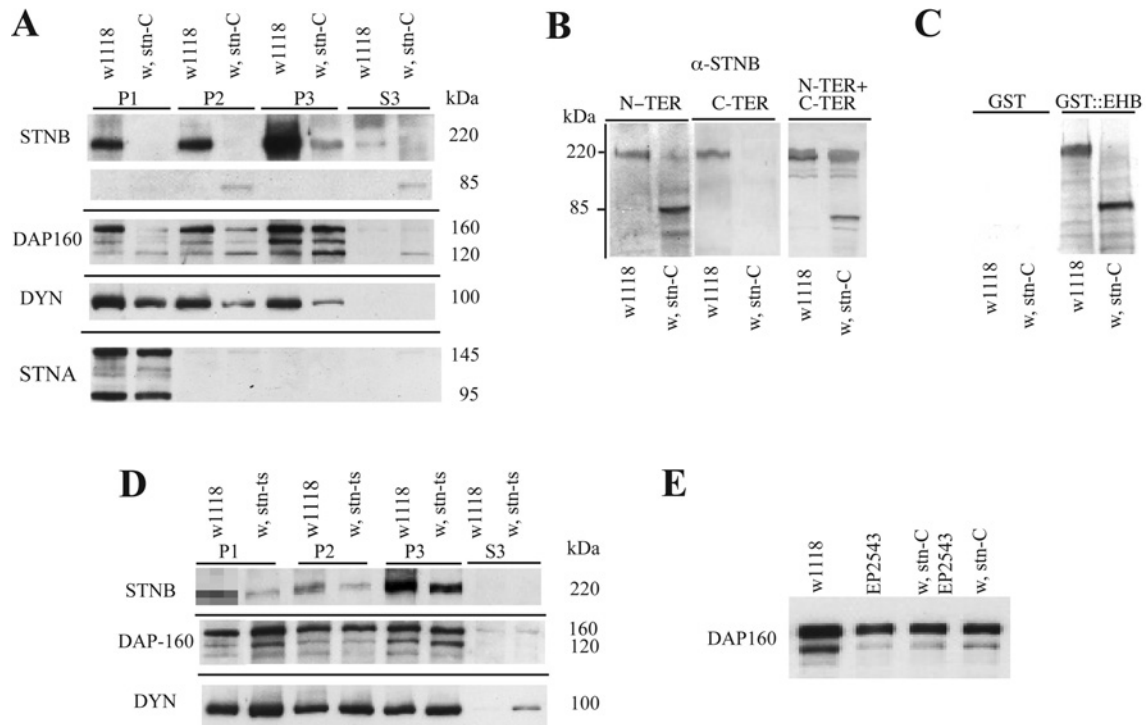 A
w1118
w, stn-C
w1118
w, stn-C
w1118
w, stn-C
w1118
w, stn-C
P1 P2 P3 S3 kDa
STNB 220
85
DAP160 160
120
DYN 100
STNA 145
95
B
α-STNB
N–TER C-TER N-TER+
C-TER
kDa
220
85
w1118
w, stn-C
w1118
w, stn-C
w1118
w, stn-C
C
GST GST::EHB
w1118
w, stn-C
w1118
w, stn-C
D
w1118
w, stn-ts
w1118
w, stn-ts
w1118
w, stn-ts
w1118
w, stn-ts
P1 P2 P3 S3 kDa
STNB 220
DAP-160 160
120
DYN 100
E
w1118
EP2543
w, stn-C
EP2543
w, stn-C
DAP160